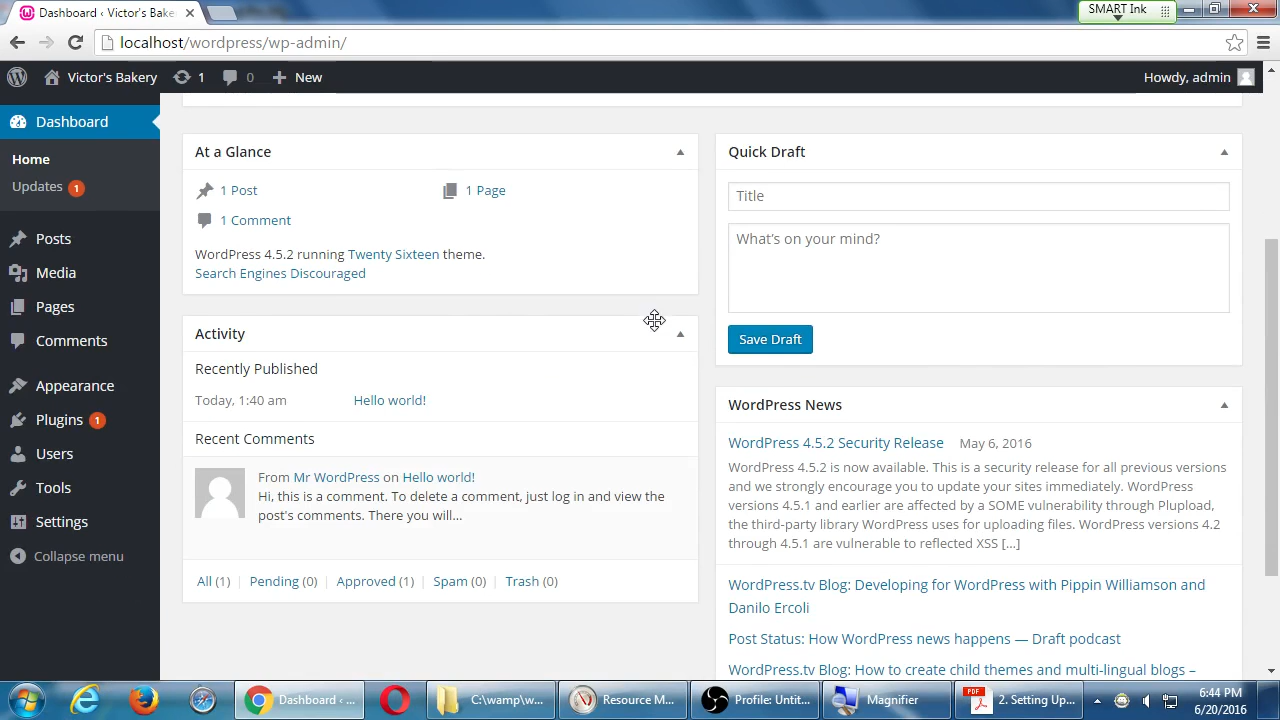 Dashboard ‹ Victor's Bake
SMART Ink
localhost/wordpress/wp-admin/
Victor's Bakery 1 0 New Howdy, admin
Dashboard
Home
Updates 1
Posts
Media
Pages
Comments
Appearance
Plugins 1
Users
Tools
Settings
Collapse menu
At a Glance
1 Post 1 Page
1 Comment
WordPress 4.5.2 running Twenty Sixteen theme.
Search Engines Discouraged
Activity
Recently Published
Today, 1:40 am Hello world!
Recent Comments
From Mr WordPress on Hello world!
Hi, this is a comment. To delete a comment, just log in and view the
post's comments. There you will...
All (1) | Pending (0) | Approved (1) | Spam (0) | Trash (0)
Quick Draft
Title
What's on your mind?
Save Draft
WordPress News
WordPress 4.5.2 Security Release May 6, 2016
WordPress 4.5.2 is now available. This is a security release for all previous versions
and we strongly encourage you to update your sites immediately. WordPress
versions 4.5.1 and earlier are affected by a SOME vulnerability through Plupload,
the third-party library WordPress uses for uploading files. WordPress versions 4.2
through 4.5.1 are vulnerable to reflected XSS […]
WordPress.tv Blog: Developing for WordPress with Pippin Williamson and
Danilo Ercoli
Post Status: How WordPress news happens — Draft podcast
WordPress.tv Blog: How to create child themes and multi-lingual blogs –
Dashboard ‹ ...
C:\wamp\w...
Resource M...
Profile: Untit...
Magnifier
PDF
2. Setting Up...
6:44 PM
6/20/2016